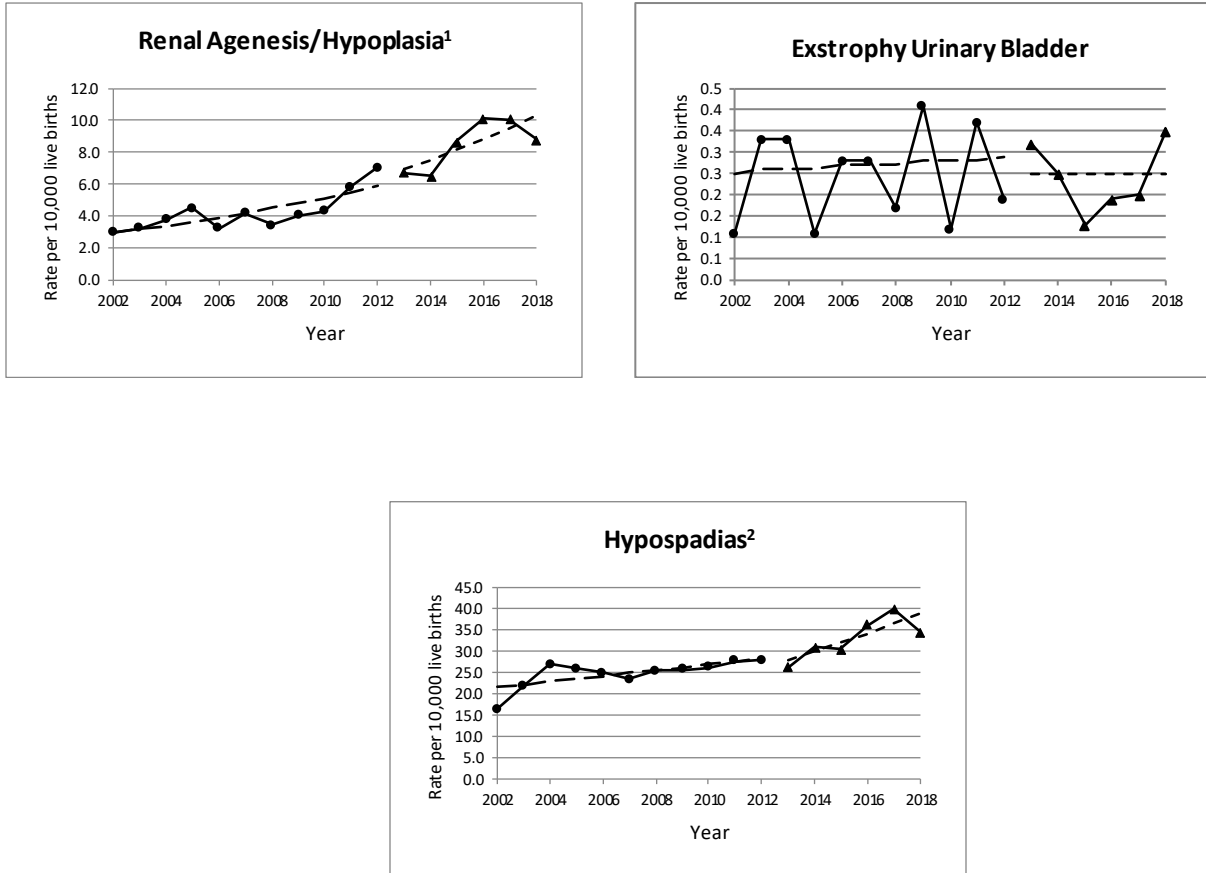 Renal Agenesis/Hypoplasia¹
Rate per 10,000 live births
12.0
10.0
8.0
6.0
4.0
2.0
0.0
2002 2004 2006 2008 2010 2012 2014 2016 2018
Year
Exstrophy Urinary Bladder
Rate per 10,000 live births
0.5
0.4
0.4
0.3
0.3
0.2
0.2
0.1
0.1
0.0
2002 2004 2006 2008 2010 2012 2014 2016 2018
Year
Hypospadias²
Rate per 10,000 live births
45.0
40.0
35.0
30.0
25.0
20.0
15.0
10.0
5.0
0.0
2002 2004 2006 2008 2010 2012 2014 2016 2018
Year